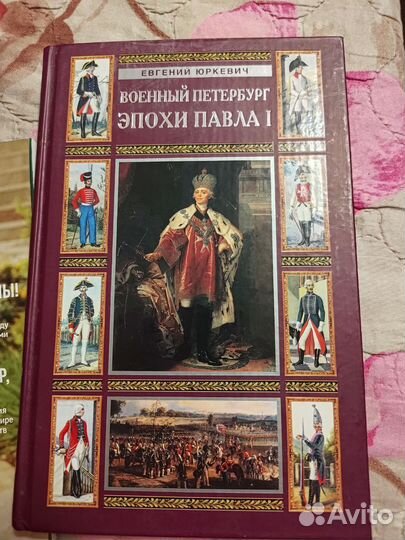 ЕВГЕНИЙ ЮРКЕВИЧ
ВОЕННЫЙ ПЕТЕРБУРГ
ЭПОХИ ПАВЛА I
Avito